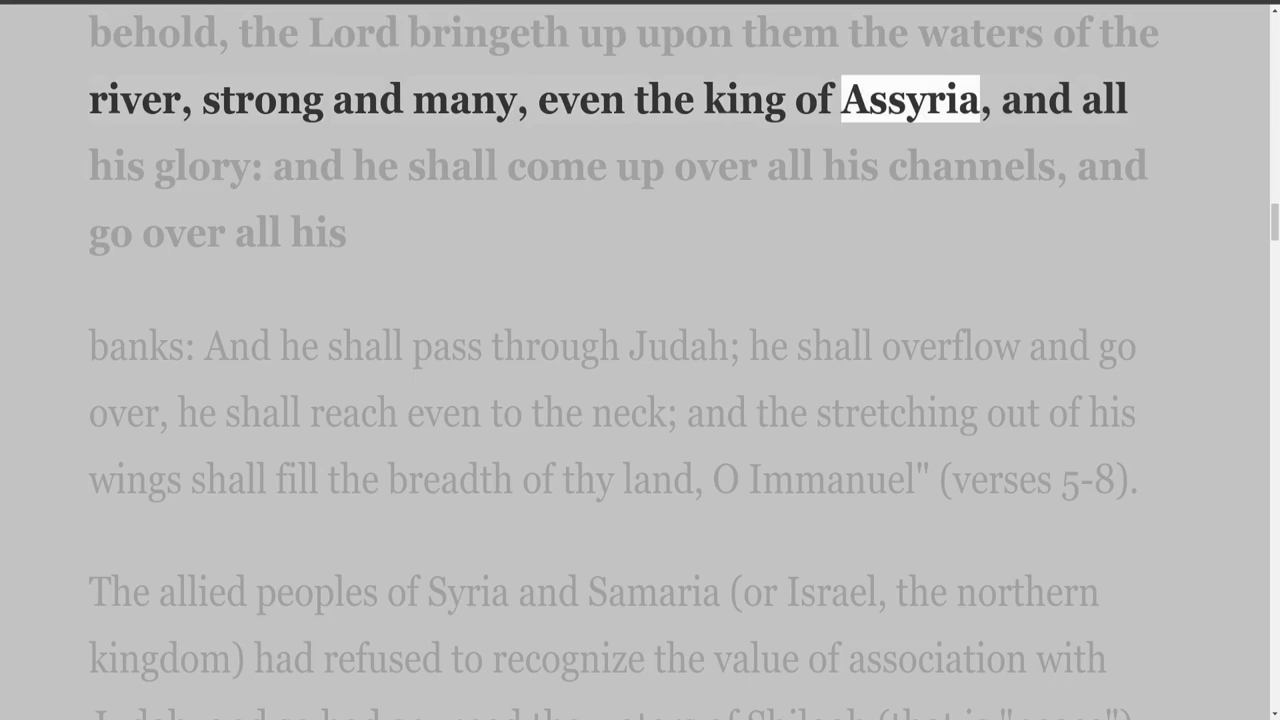 behold, the Lord bringeth up upon them the waters of the
river, strong and many, even the king of Assyria, and all
his glory: and he shall come up over all his channels, and
go over all his
banks: And he shall pass through Judah; he shall overflow and go
over, he shall reach even to the neck; and the stretching out of his
wings shall fill the breadth of thy land, O Immanuel" (verses 5-8).
The allied peoples of Syria and Samaria (or Israel, the northern
kingdom) had refused to recognize the value of association with